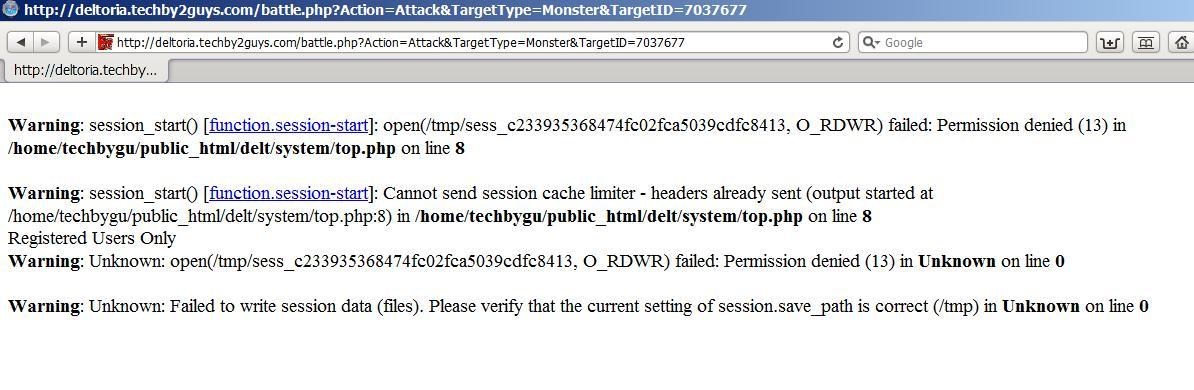 http://deltoria.techby2guys.com/battle.php?Action=Attack&TargetType=Monster&TargetID=7037677
http://deltoria.techby2guys.com/battle.php?Action=Attack&TargetType=Monster&TargetID=7037677
Google
http://deltoria.techby...
Warning: session_start() [function.session-start]: open(/tmp/sess_c233935368474fc02fca5039cdfc8413, O_RDWR) failed: Permission denied (13) in
/home/techbygu/public_html/delt/system/top.php on line 8
Warning: session_start() [function.session-start]: Cannot send session cache limiter - headers already sent (output started at
/home/techbygu/public_html/delt/system/top.php:8) in /home/techbygu/public_html/delt/system/top.php on line 8
Registered Users Only
Warning: Unknown: open(/tmp/sess_c233935368474fc02fca5039cdfc8413, O_RDWR) failed: Permission denied (13) in Unknown on line 0
Warning: Unknown: Failed to write session data (files). Please verify that the current setting of session.save_path is correct (/tmp) in Unknown on line 0